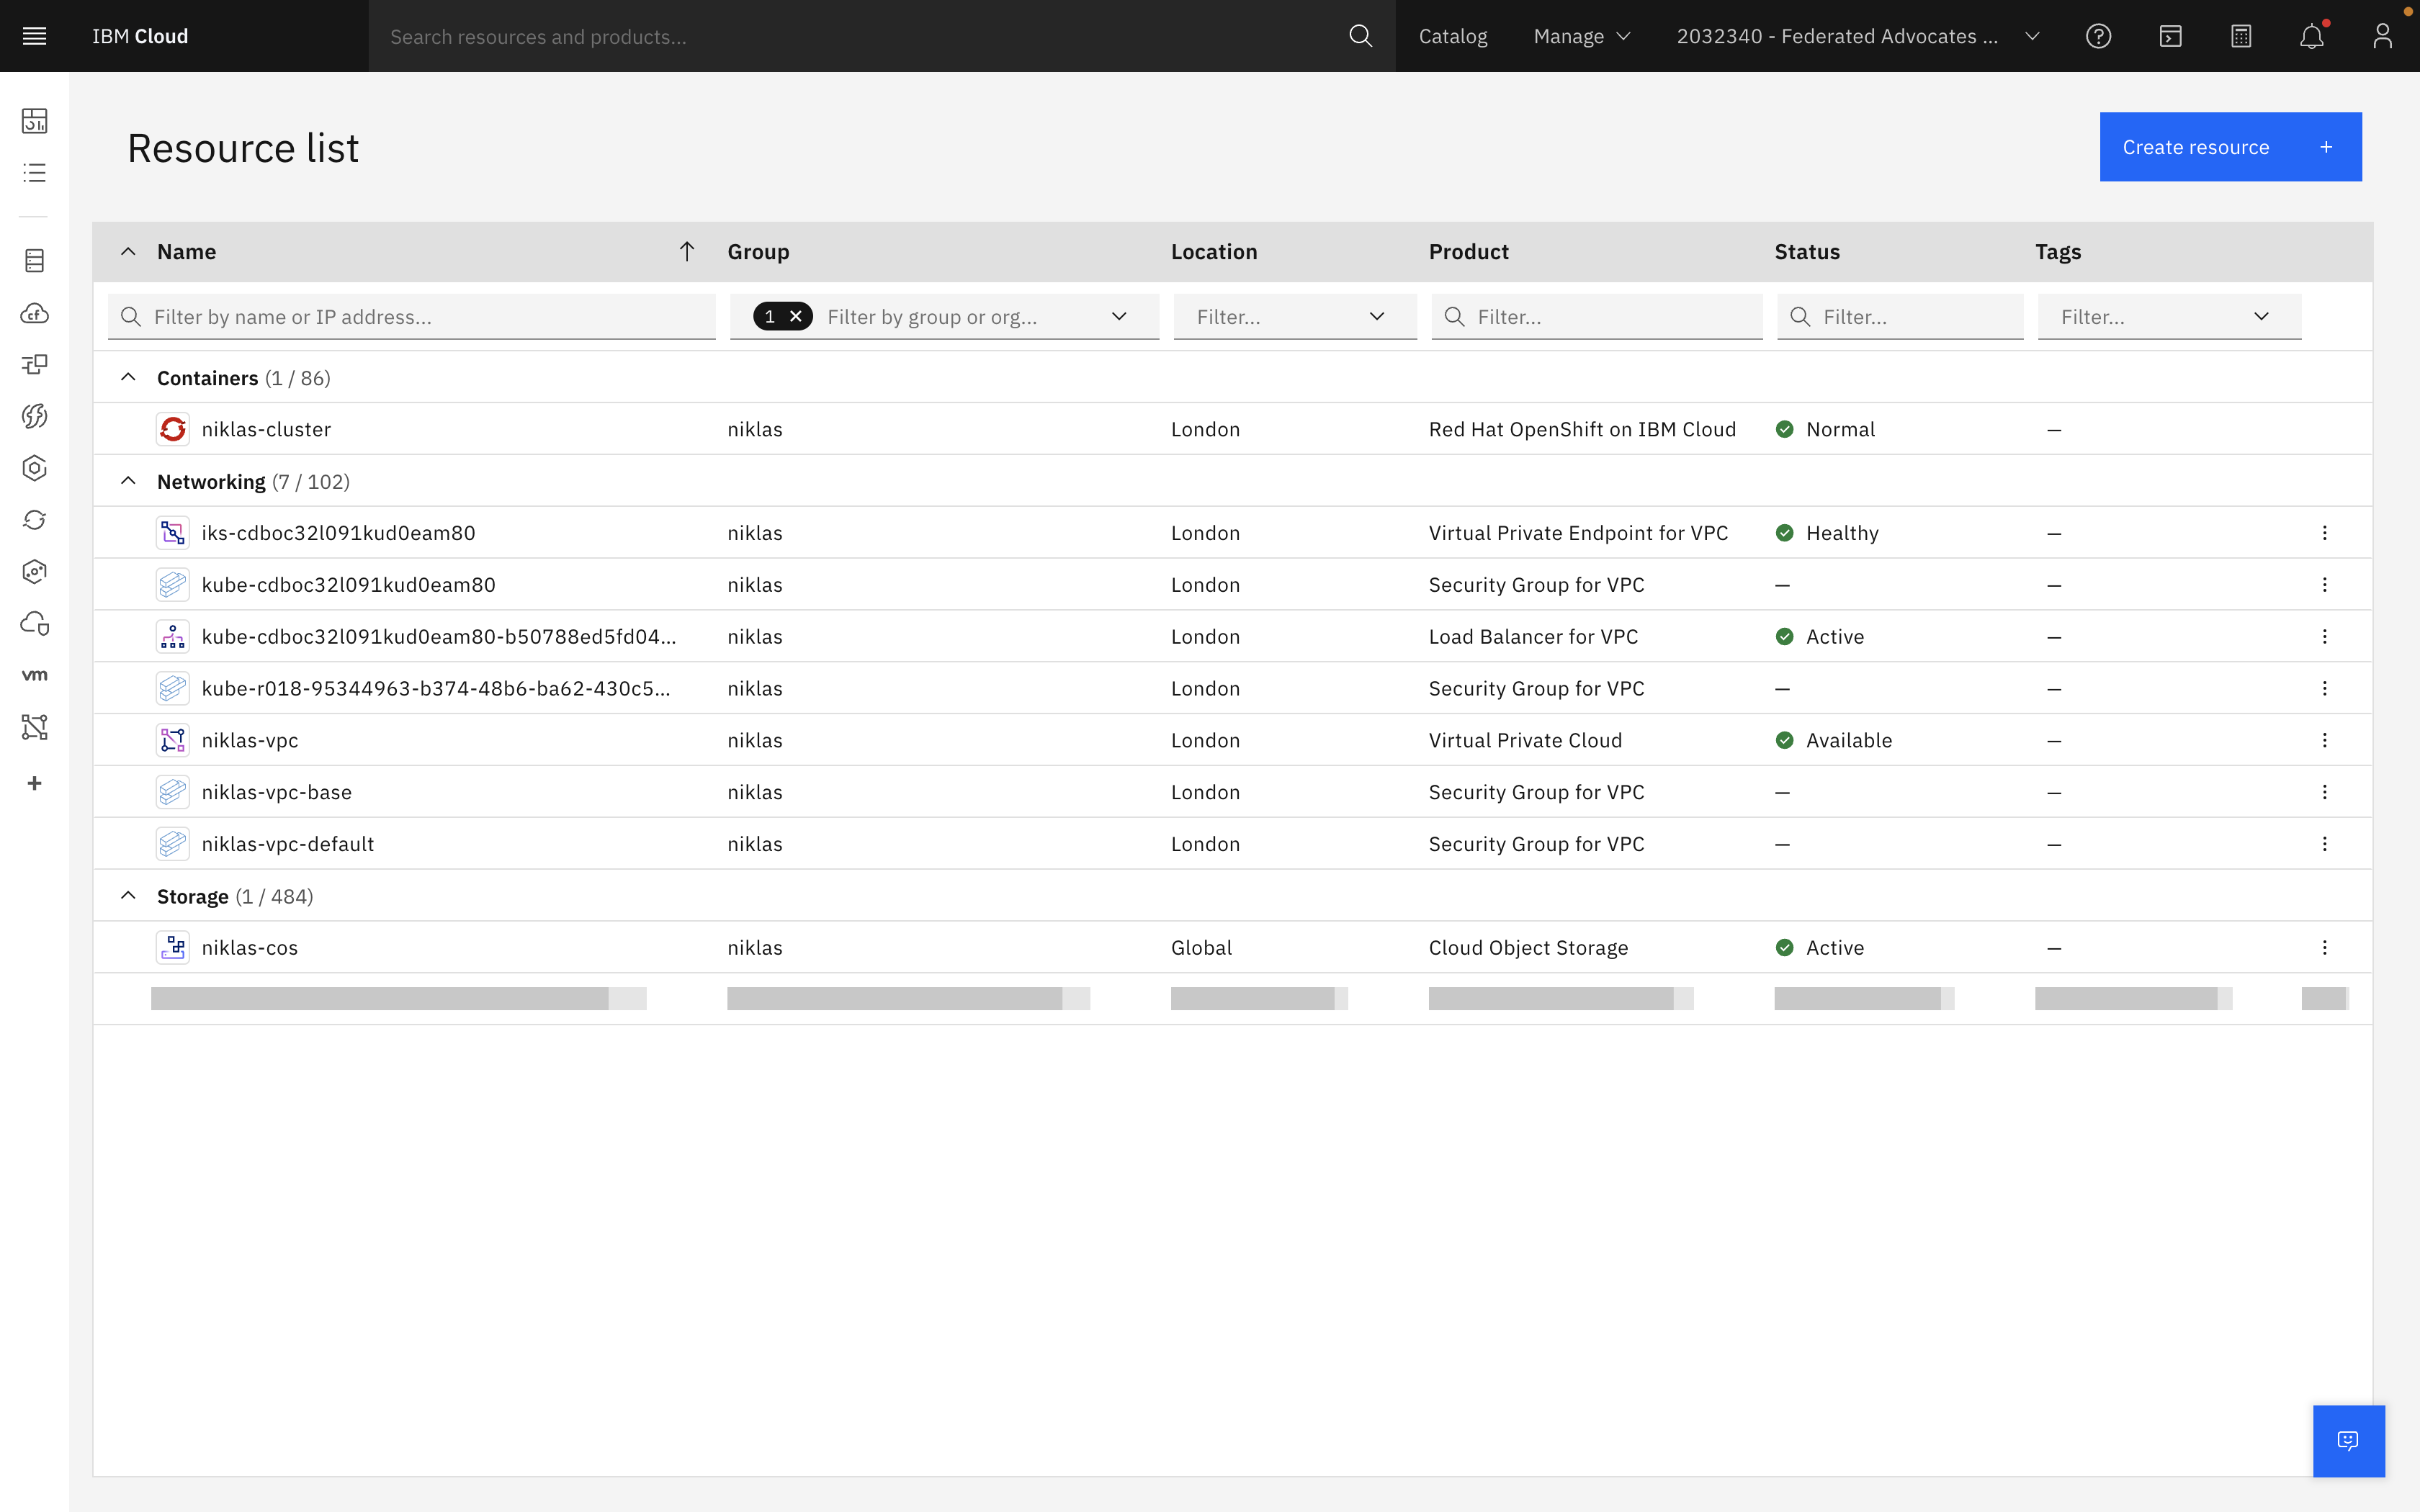 IBM Cloud Search resources and products... Catalog Manage 2032340 - Federated Advocates ...
Resource list
Create resource +
Name Group Location Product Status Tags
Filter by name or IP address... 1 Filter by group or org... Filter... Filter... Filter... Filter...
Containers (1 / 86)
niklas-cluster niklas London Red Hat OpenShift on IBM Cloud Normal —
Networking (7 / 102)
iks-cdboc32l091kud0eam80 niklas London Virtual Private Endpoint for VPC Healthy —
kube-cdboc32l091kud0eam80 niklas London Security Group for VPC — —
kube-cdboc32l091kud0eam80-b50788ed5fd04... niklas London Load Balancer for VPC Active —
kube-r018-95344963-b374-48b6-ba62-430c5... niklas London Security Group for VPC — —
niklas-vpc niklas London Virtual Private Cloud Available —
niklas-vpc-base niklas London Security Group for VPC — —
niklas-vpc-default niklas London Security Group for VPC — —
Storage (1 / 484)
niklas-cos niklas Global Cloud Object Storage Active —
cf
vm